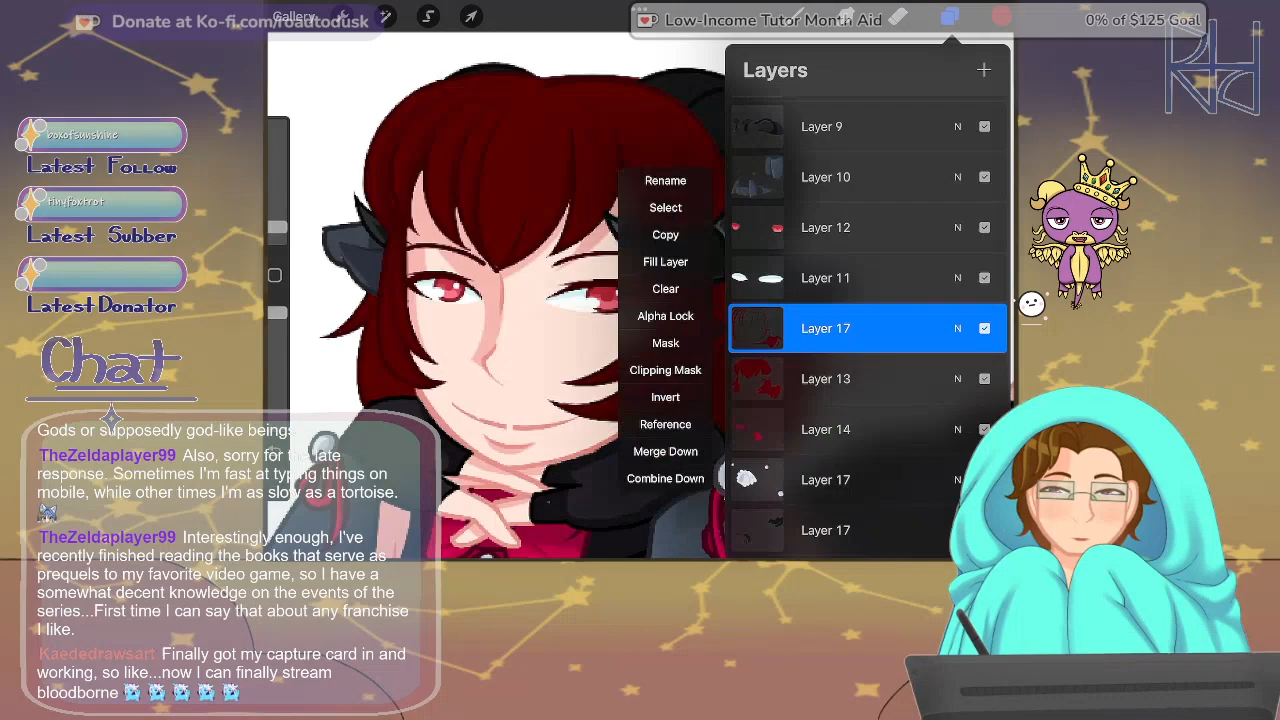 Gallery
Donate at Ko-fi.com/roadtodusk
Low-Income Tutor Month Aid
0% of $125 Goal
boxofsunshine
Latest Follow
tinyfoxtrot
Latest Subber
Latest Donator
Chat
Gods or supposedly god-like beings.
TheZeldaplayer99 Also, sorry for the late
response. Sometimes I'm fast at typing things on
mobile, while other times I'm as slow as a tortoise.
TheZeldaplayer99 Interestingly enough, I've
recently finished reading the books that serve as
prequels to my favorite video game, so I have a
somewhat decent knowledge on the events of the
series...First time I can say that about any franchise
I like.
Kaededrawsart Finally got my capture card in and
working, so like...now I can finally stream
bloodborne
Rename
Select
Copy
Fill Layer
Clear
Alpha Lock
Mask
Clipping Mask
Invert
Reference
Merge Down
Combine Down
Layers
Layer 9 N
Layer 10 N
Layer 12 N
Layer 11 N
Layer 17 N
Layer 13 N
Layer 14 N
Layer 17 N
Layer 17